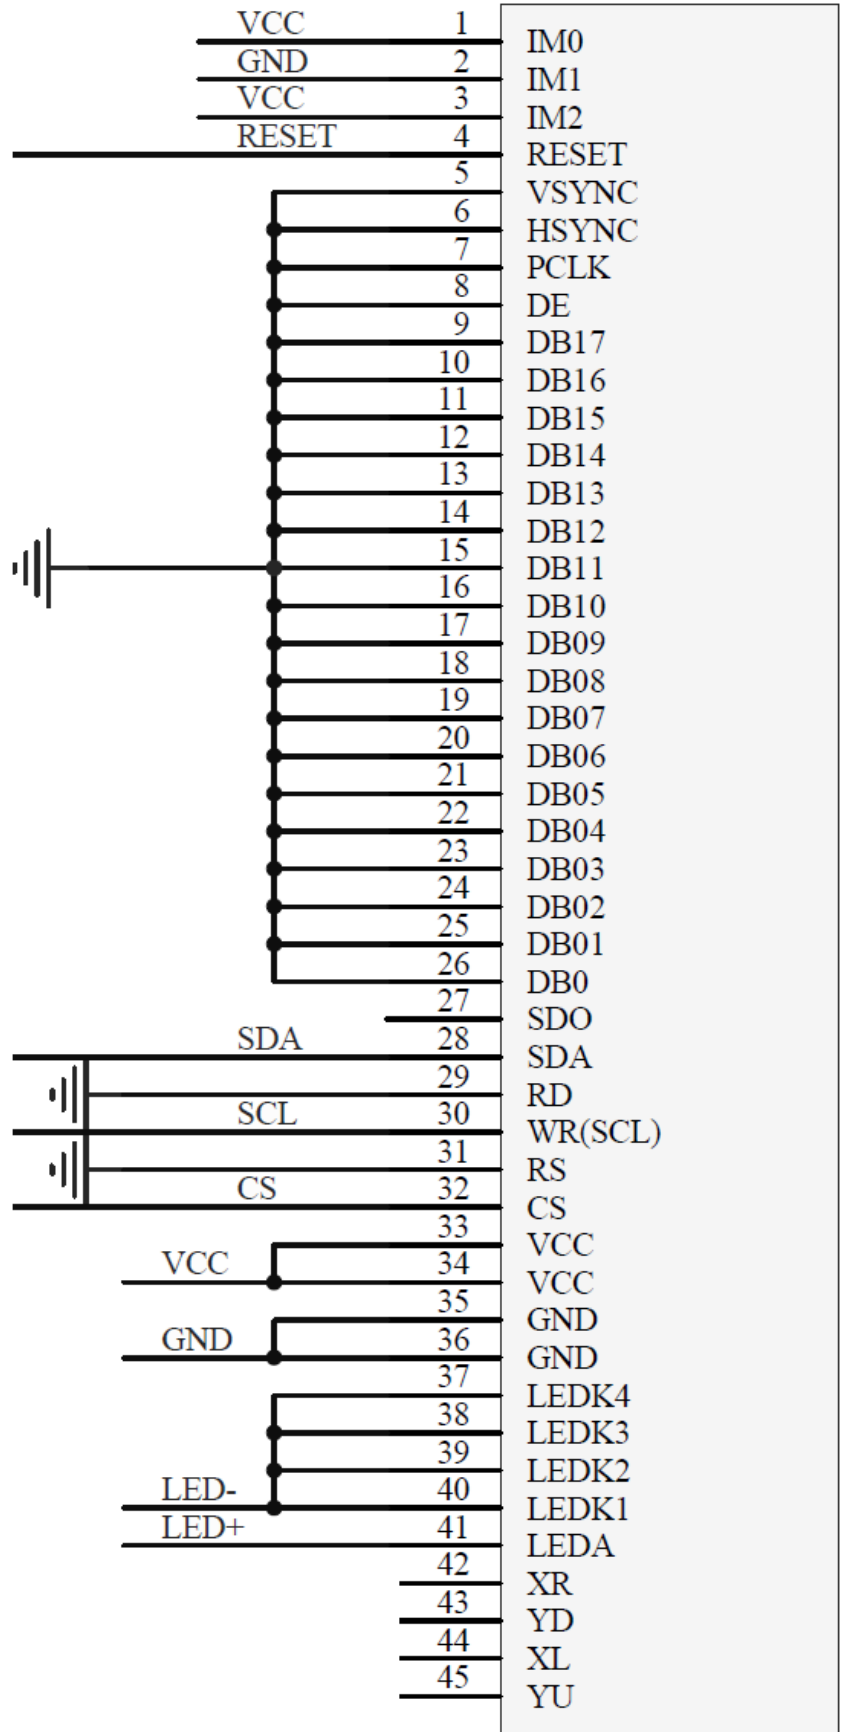 VCC 1 IM0
GND 2 IM1
VCC 3 IM2
RESET 4 RESET
5 VSYNC
6 HSYNC
7 PCLK
8 DE
9 DB17
10 DB16
11 DB15
12 DB14
13 DB13
14 DB12
15 DB11
16 DB10
17 DB09
18 DB08
19 DB07
20 DB06
21 DB05
22 DB04
23 DB03
24 DB02
25 DB01
26 DB0
27 SDO
SDA 28 SDA
29 RD
SCL 30 WR(SCL)
31 RS
CS 32 CS
33 VCC
VCC 34 VCC
35 GND
GND 36 GND
37 LEDK4
38 LEDK3
39 LEDK2
LED- 40 LEDK1
LED+ 41 LEDA
42 XR
43 YD
44 XL
45 YU